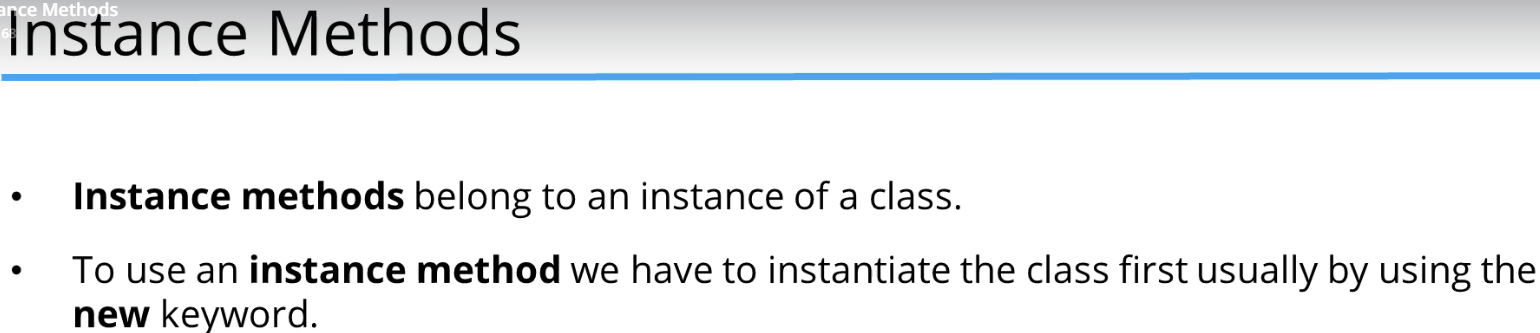 ance Methods
68
Instance Methods
• Instance methods belong to an instance of a class.
• To use an instance method we have to instantiate the class first usually by using the
new keyword.